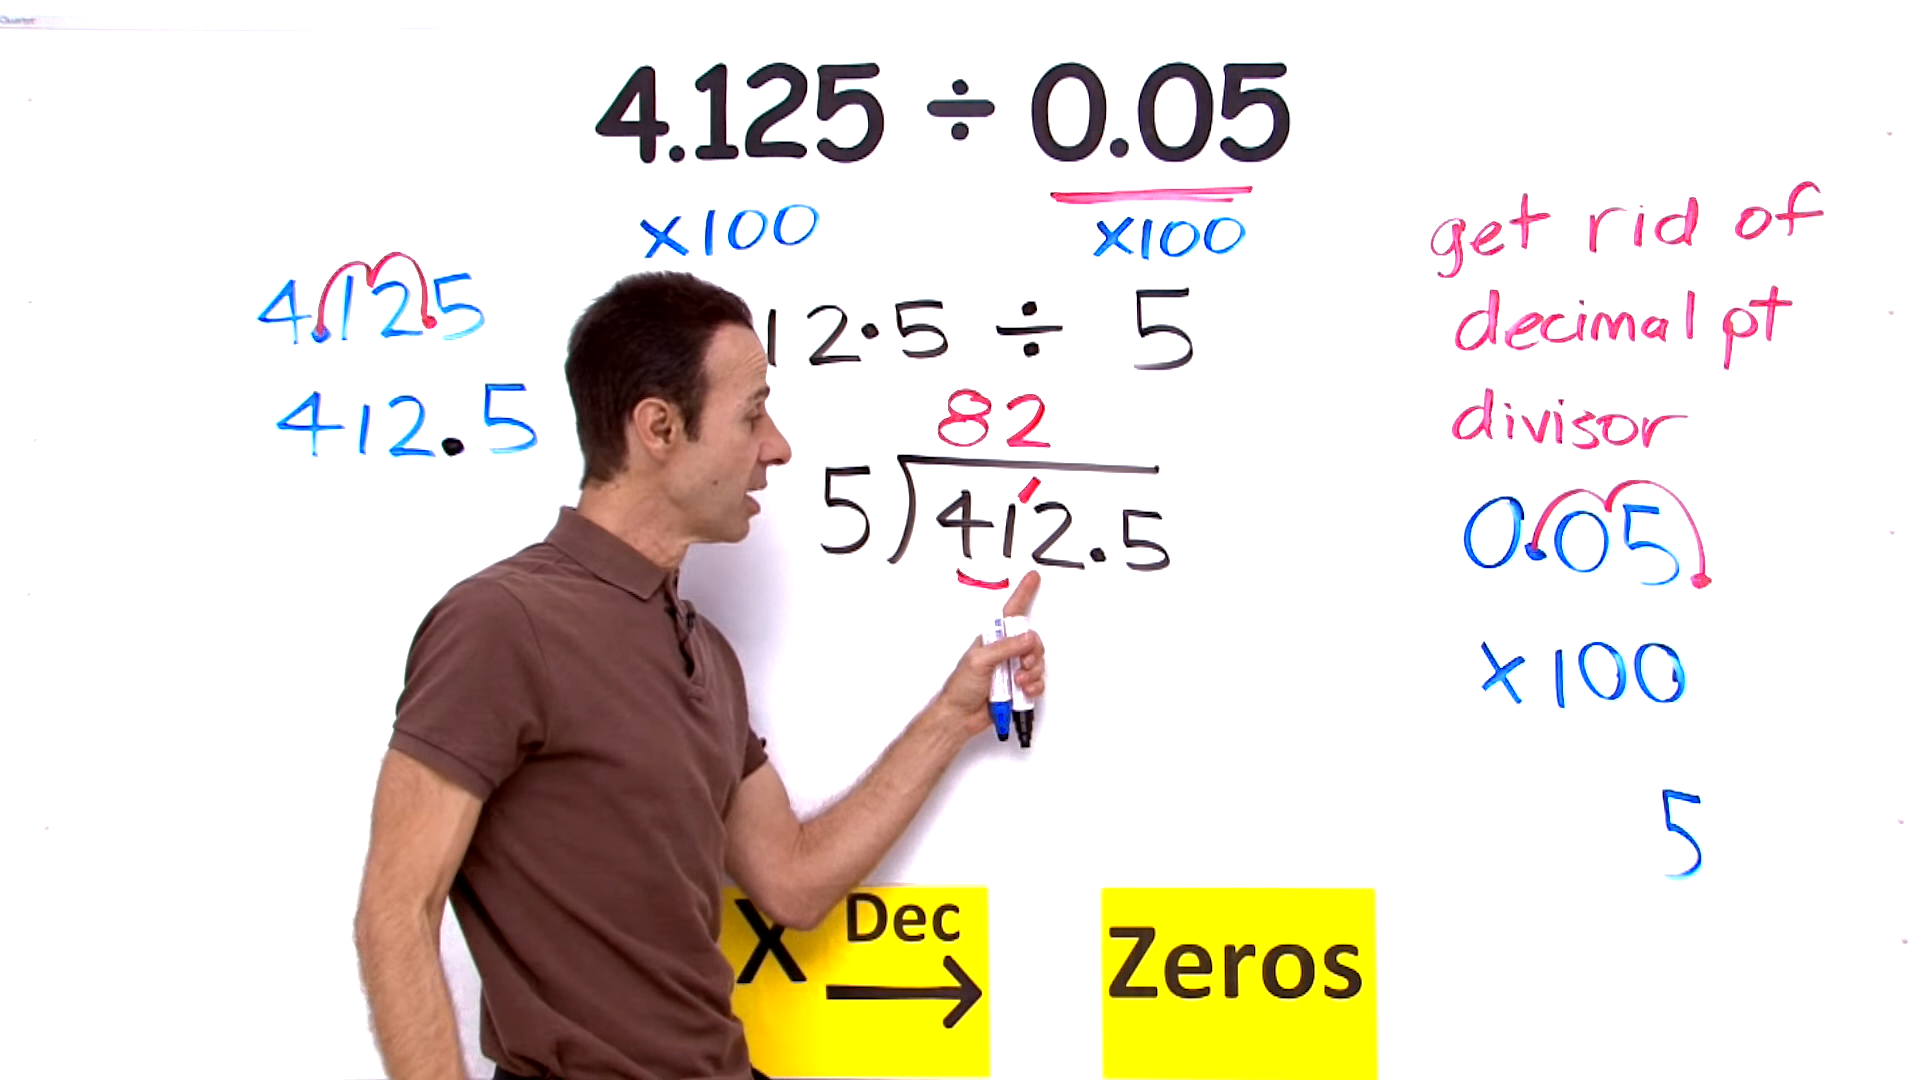 4.125 ÷ 0.05
x100 x100
4.125
412.5
12.5 ÷ 5
82
5)412.5
get rid of
decimal pt
divisor
0.05
x100
5
X Dec →
Zeros